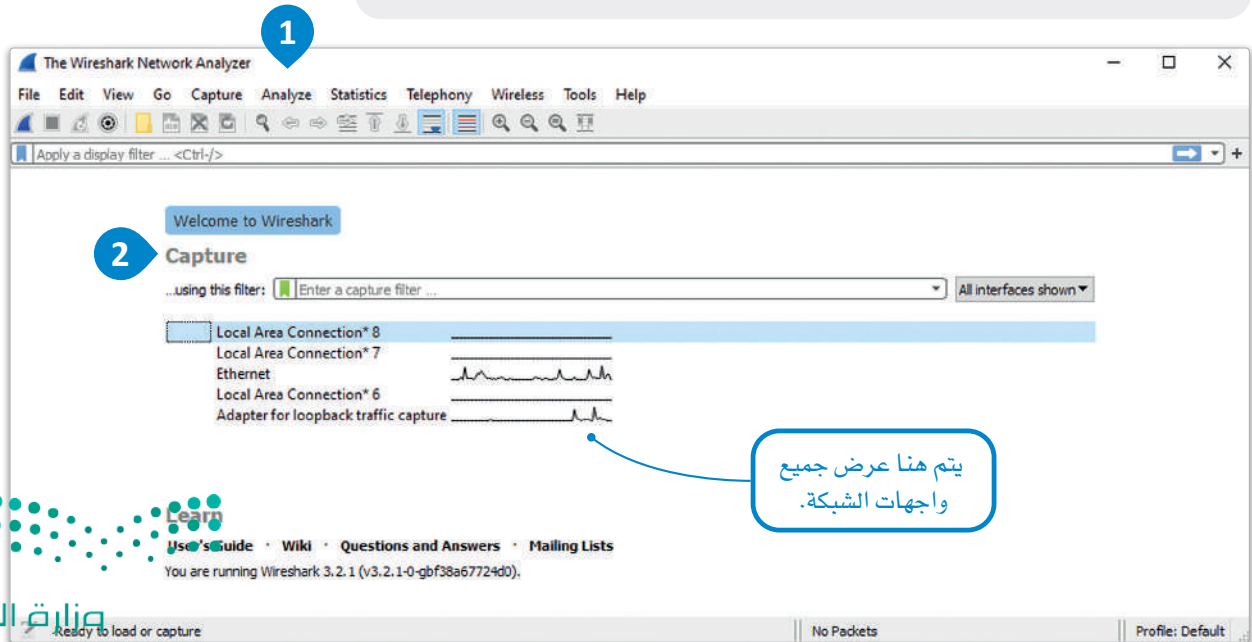 1
The Wireshark Network Analyzer
File Edit View Go Capture Analyze Statistics Telephony Wireless Tools Help
Apply a display filter ... <Ctrl-/>
+
Welcome to Wireshark
2
Capture
...using this filter: Enter a capture filter ... All interfaces shown
Local Area Connection* 8
Local Area Connection* 7
Ethernet
Local Area Connection* 6
Adapter for loopback traffic capture
يتم هنا عرض جميع
واجهات الشبكة.
Learn
User's Guide · Wiki · Questions and Answers · Mailing Lists
You are running Wireshark 3.2.1 (v3.2.1-0-gbf38a67724d0).
وزارة
Ready to load or capture No Packets Profile: Default